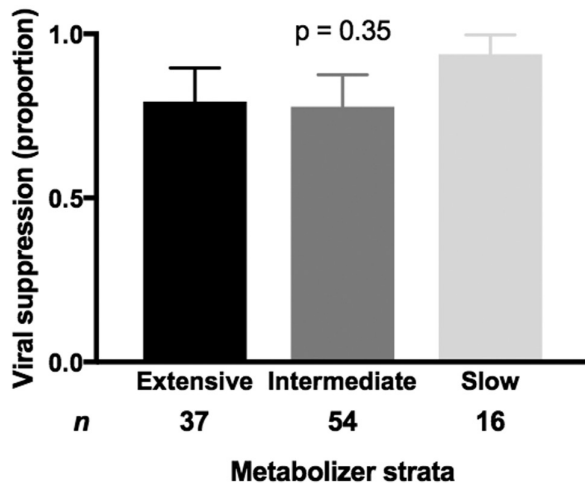 Viral suppression (proportion)
1.0
0.5
0.0
p = 0.35
Extensive Intermediate Slow
n 37 54 16
Metabolizer strata